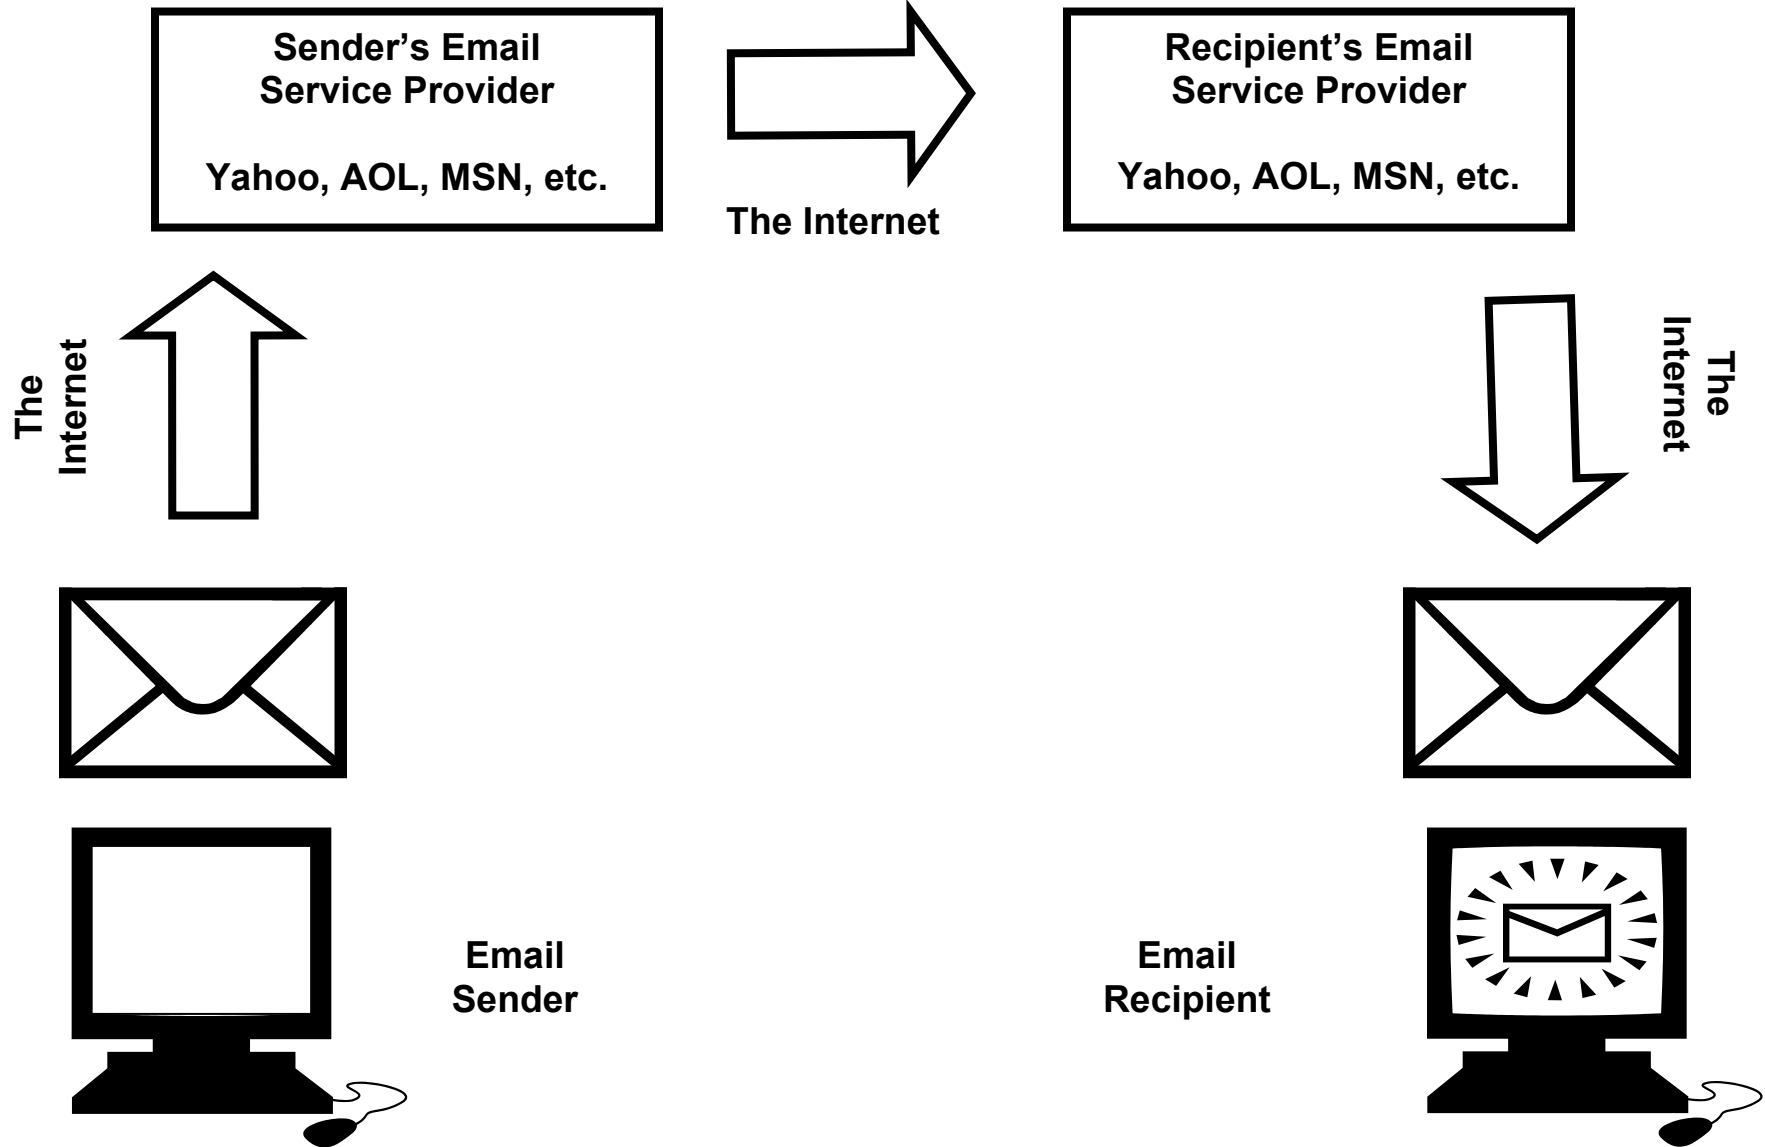 Sender’s Email
Service Provider
Yahoo, AOL, MSN, etc.
The Internet
Recipient’s Email
Service Provider
Yahoo, AOL, MSN, etc.
The
Internet
The
Internet
Email
Sender
Email
Recipient